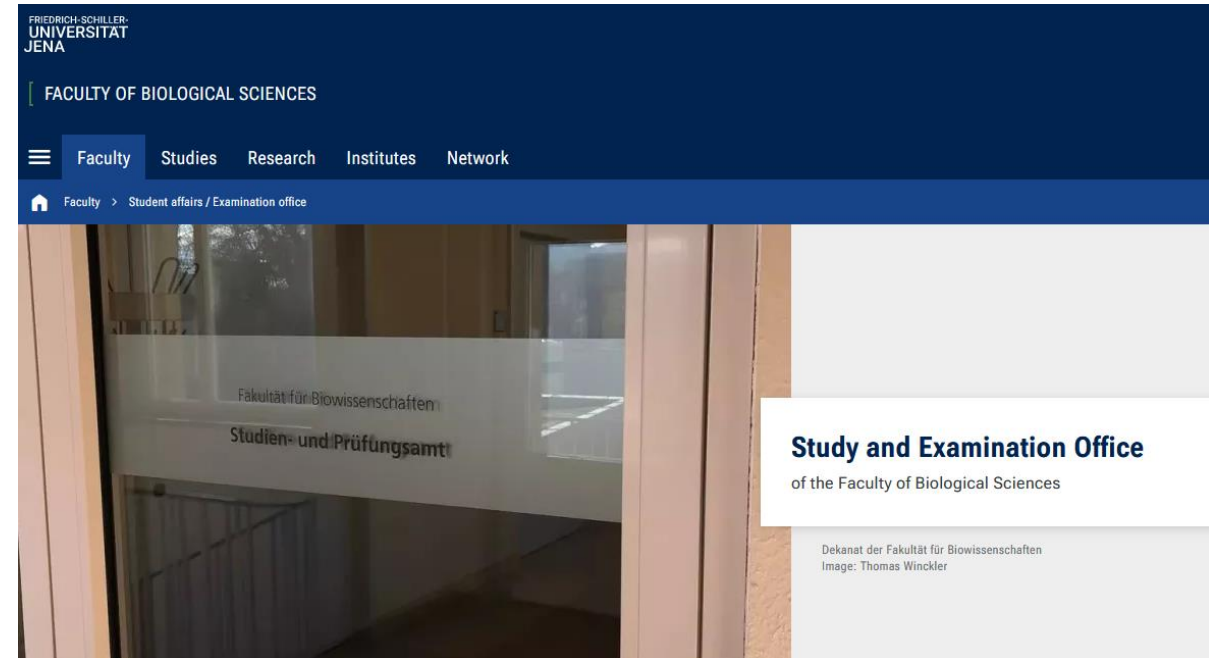 FRIEDRICH-SCHILLER-
UNIVERSITÄT
JENA
FACULTY OF BIOLOGICAL SCIENCES
Faculty Studies Research Institutes Network
Faculty > Student affairs / Examination office
Fakultät für Biowissenschaften
Studien- und Prüfungsamt
Study and Examination Office
of the Faculty of Biological Sciences
Dekanat der Fakultät für Biowissenschaften
Image: Thomas Winckler